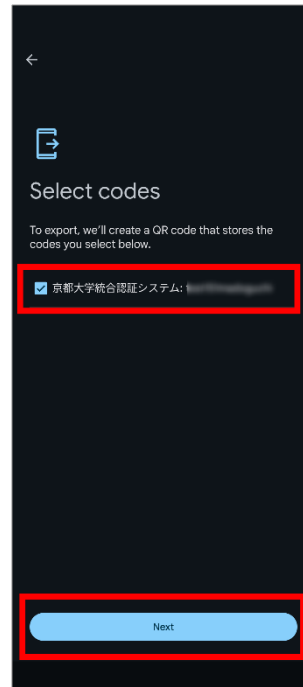 Select codes
To export, we'll create a QR code that stores the
codes you select below.
京都大学統合認証システム:
Next